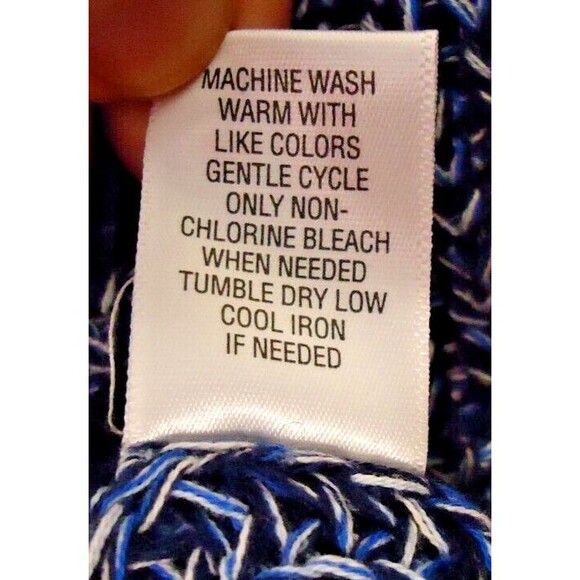 MACHINE WASH
WARM WITH
LIKE COLORS
GENTLE CYCLE
ONLY NON-
CHLORINE BLEACH
WHEN NEEDED
TUMBLE DRY LOW
COOL IRON
IF NEEDED